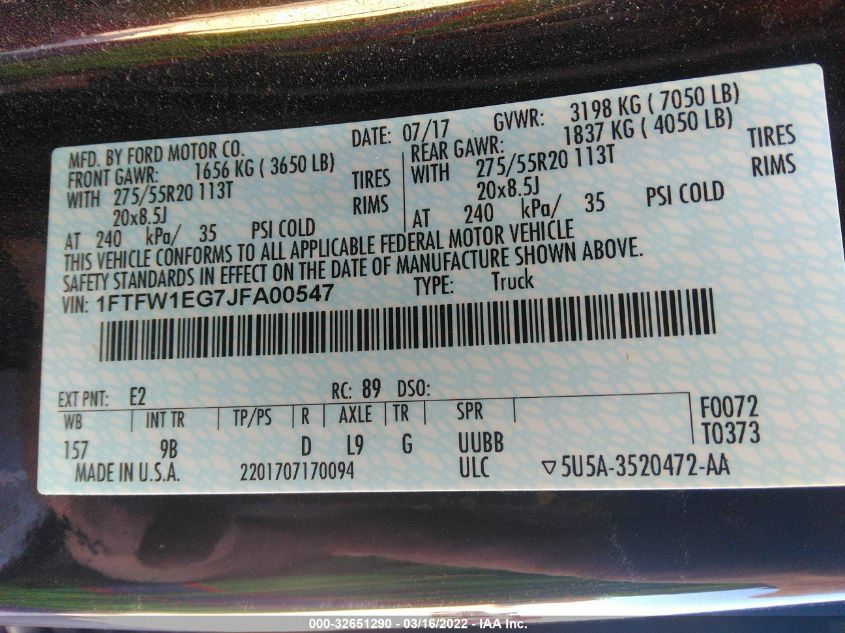 MFD. BY FORD MOTOR CO. DATE: 07/17 GVWR: 3198 KG ( 7050 LB)
FRONT GAWR: 1656 KG ( 3650 LB) REAR GAWR: 1837 KG ( 4050 LB)
WITH 275/55R20 113T TIRES WITH 275/55R20 113T TIRES
20x8.5J RIMS 20x8.5J RIMS
AT 240 kPa/ 35 PSI COLD AT 240 kPa/ 35 PSI COLD
THIS VEHICLE CONFORMS TO ALL APPLICABLE FEDERAL MOTOR VEHICLE
SAFETY STANDARDS IN EFFECT ON THE DATE OF MANUFACTURE SHOWN ABOVE.
VIN: 1FTFW1EG7JFA00547 TYPE: Truck
EXT PNT: E2 RC: 89 DSO:
WB INT TR TP/PS R AXLE TR SPR F0072
157 9B D L9 G UUBB T0373
MADE IN U.S.A. 2201707170094 ULC ▽5U5A-3520472-AA
000-32651290 - 03/16/2022 - IAA Inc.